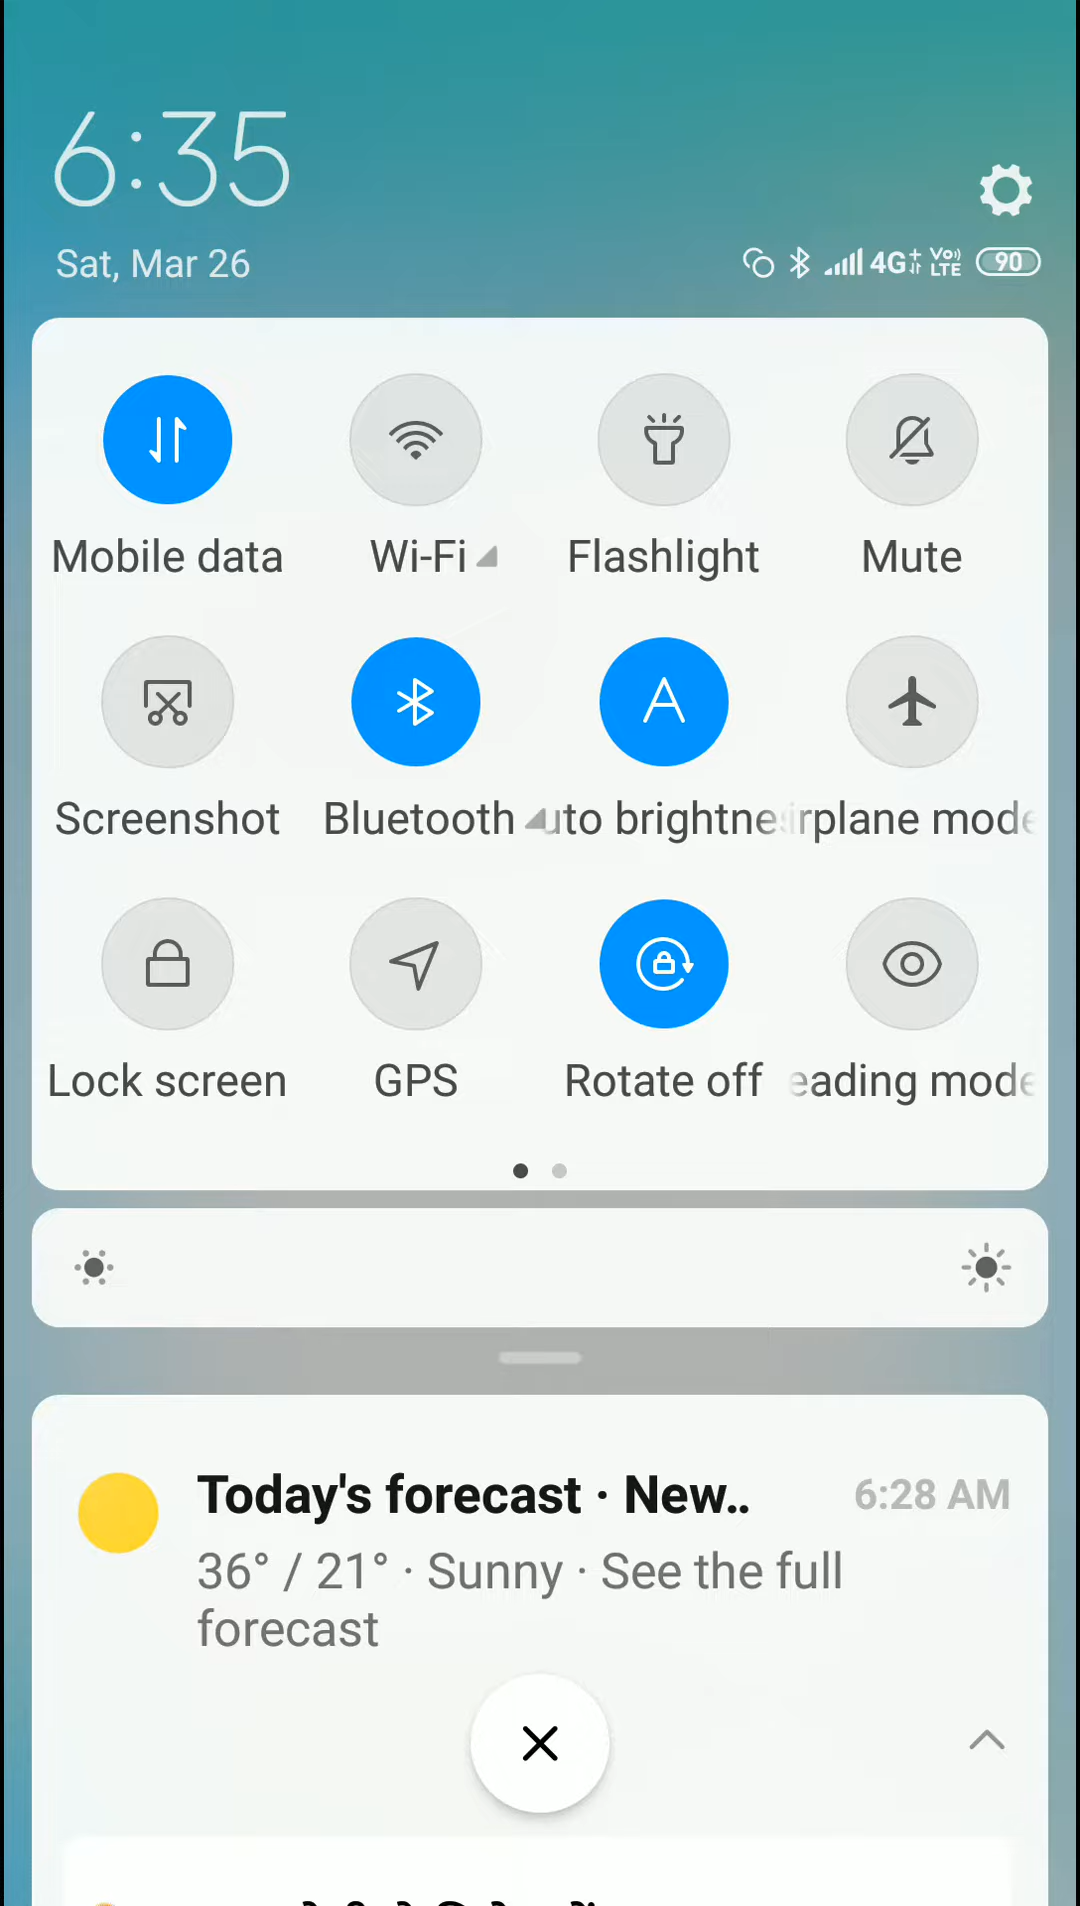 6:35
Sat, Mar 26
4G+ VoLTE 90
Mobile data
Wi-Fi
Flashlight
Mute
Screenshot
Bluetooth
uto brightne
irplane mode
Lock screen
GPS
Rotate off
eading mode
Today's forecast · New..
6:28 AM
36° / 21° · Sunny · See the full
forecast